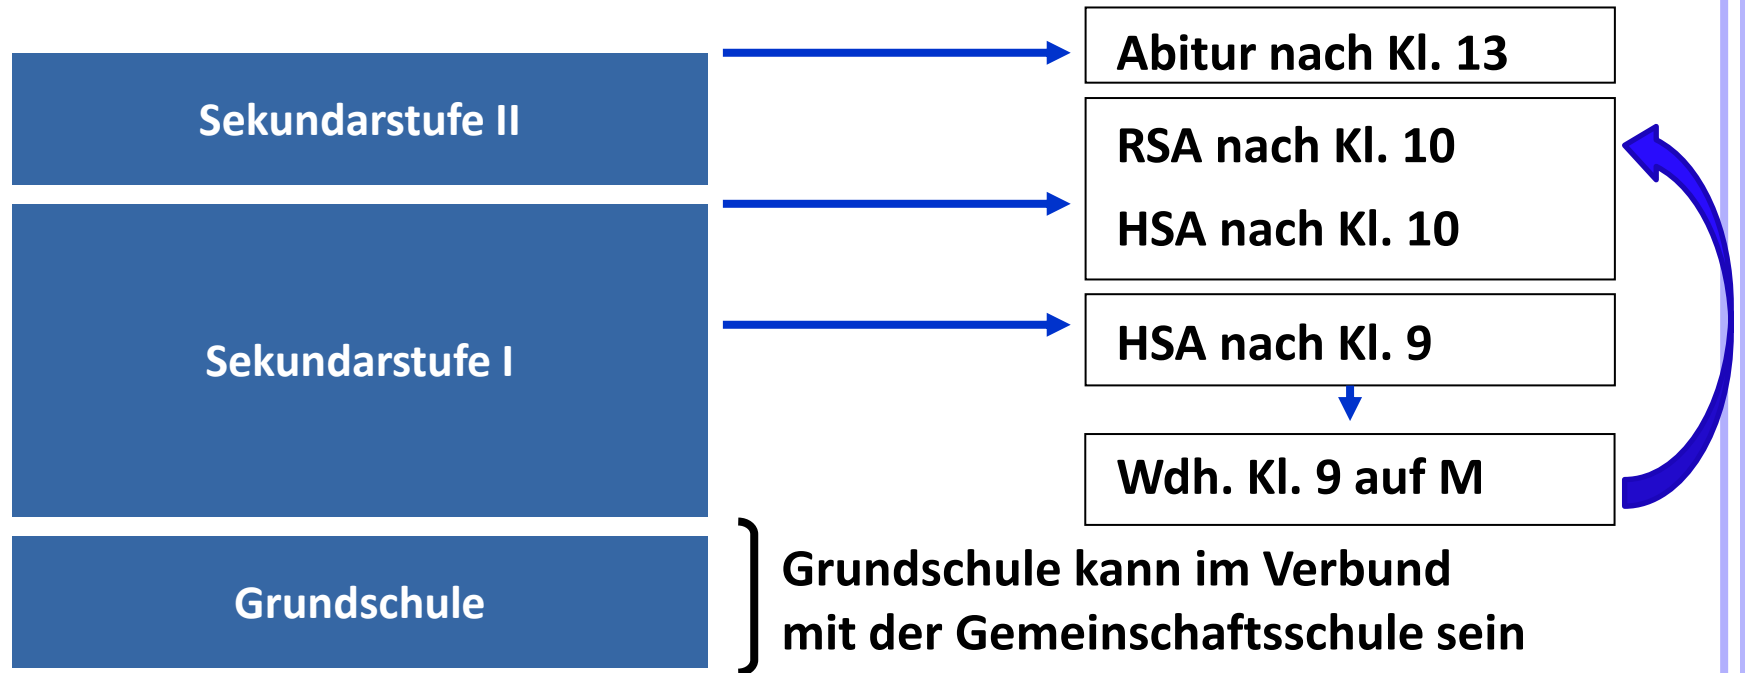 Abitur nach Kl. 13
Sekundarstufe II
RSA nach Kl. 10
HSA nach Kl. 10
Sekundarstufe I
HSA nach Kl. 9
Wdh. Kl. 9 auf M
Grundschule
Grundschule kann im Verbund
mit der Gemeinschaftsschule sein